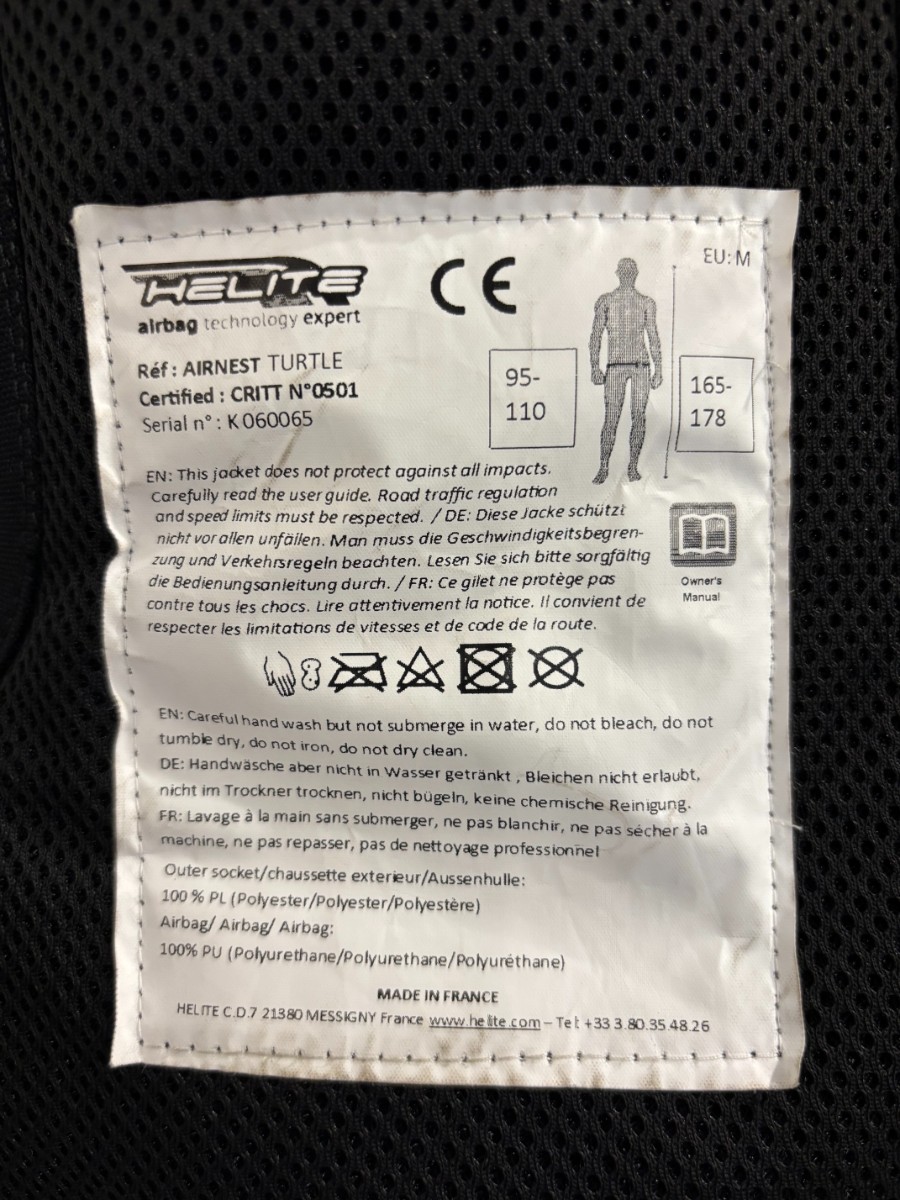 HELITE
airbag technology expert
CE
EU: M
Réf : AIRNEST TURTLE
Certified : CRITT N°0501
Serial n° : K 060065
95-
110
165-
178
EN: This jacket does not protect against all impacts.
Carefully read the user guide. Road traffic regulation
and speed limits must be respected. / DE: Diese Jacke schützt
nicht vor allen unfällen. Man muss die Geschwindigkeitsbegren-
zung und Verkehrsregeln beachten. Lesen Sie sich bitte sorgfältig
die Bedienungsanleitung durch. / FR: Ce gilet ne protège pas
contre tous les chocs. Lire attentivement la notice. Il convient de
respecter les limitations de vitesses et de code de la route.
Owner's
Manual
EN: Careful hand wash but not submerge in water, do not bleach, do not
tumble dry, do not iron, do not dry clean.
DE: Handwäsche aber nicht in Wasser getränkt , Bleichen nicht erlaubt,
nicht im Trockner trocknen, nicht bügeln, keine chemische Reinigung.
FR: Lavage à la main sans submerger, ne pas blanchir, ne pas sécher à la
machine, ne pas repasser, pas de nettoyage professionnel
Outer socket/chaussette exterieur/Aussenhulle:
100 % PL (Polyester/Polyester/Polyestère)
Airbag/ Airbag/ Airbag:
100% PU (Polyurethane/Polyurethane/Polyuréthane)
MADE IN FRANCE
HELITE C.D.7 21380 MESSIGNY France www.helite.com – Tel: +33 3.80.35.48.26